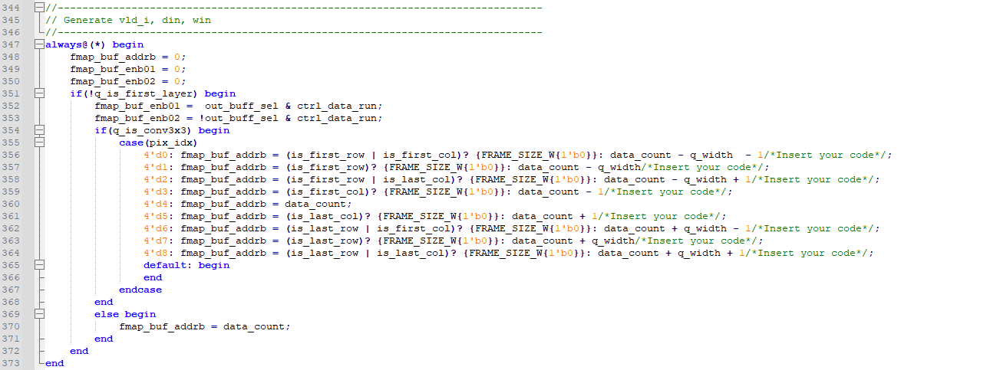 344 //-------------------------------------------------------------------------------
345 // Generate vld_i, din, win
346 //-------------------------------------------------------------------------------
347 always@(*) begin
348     fmap_buf_addrb = 0;
349     fmap_buf_enb01 = 0;
350     fmap_buf_enb02 = 0;
351     if(!q_is_first_layer) begin
352         fmap_buf_enb01 =  out_buff_sel & ctrl_data_run;
353         fmap_buf_enb02 = !out_buff_sel & ctrl_data_run;
354         if(q_is_conv3x3) begin
355             case(pix_idx)
356                 4'd0: fmap_buf_addrb = (is_first_row | is_first_col)? {FRAME_SIZE_W{1'b0}}: data_count - q_width  - 1/*Insert your code*/;
357                 4'd1: fmap_buf_addrb = (is_first_row)? {FRAME_SIZE_W{1'b0}}: data_count - q_width/*Insert your code*/;
358                 4'd2: fmap_buf_addrb = (is_first_row | is_last_col)? {FRAME_SIZE_W{1'b0}}: data_count - q_width + 1/*Insert your code*/;
359                 4'd3: fmap_buf_addrb = (is_first_col)? {FRAME_SIZE_W{1'b0}}: data_count - 1/*Insert your code*/;
360                 4'd4: fmap_buf_addrb = data_count;
361                 4'd5: fmap_buf_addrb = (is_last_col)? {FRAME_SIZE_W{1'b0}}: data_count + 1/*Insert your code*/;
362                 4'd6: fmap_buf_addrb = (is_last_row | is_first_col)? {FRAME_SIZE_W{1'b0}}: data_count + q_width - 1/*Insert your code*/;
363                 4'd7: fmap_buf_addrb = (is_last_row)? {FRAME_SIZE_W{1'b0}}: data_count + q_width/*Insert your code*/;
364                 4'd8: fmap_buf_addrb = (is_last_row | is_last_col)? {FRAME_SIZE_W{1'b0}}: data_count + q_width + 1/*Insert your code*/;
365                 default: begin
366                 end
367             endcase
368         end
369         else begin
370             fmap_buf_addrb = data_count;
371         end
372     end
373 end